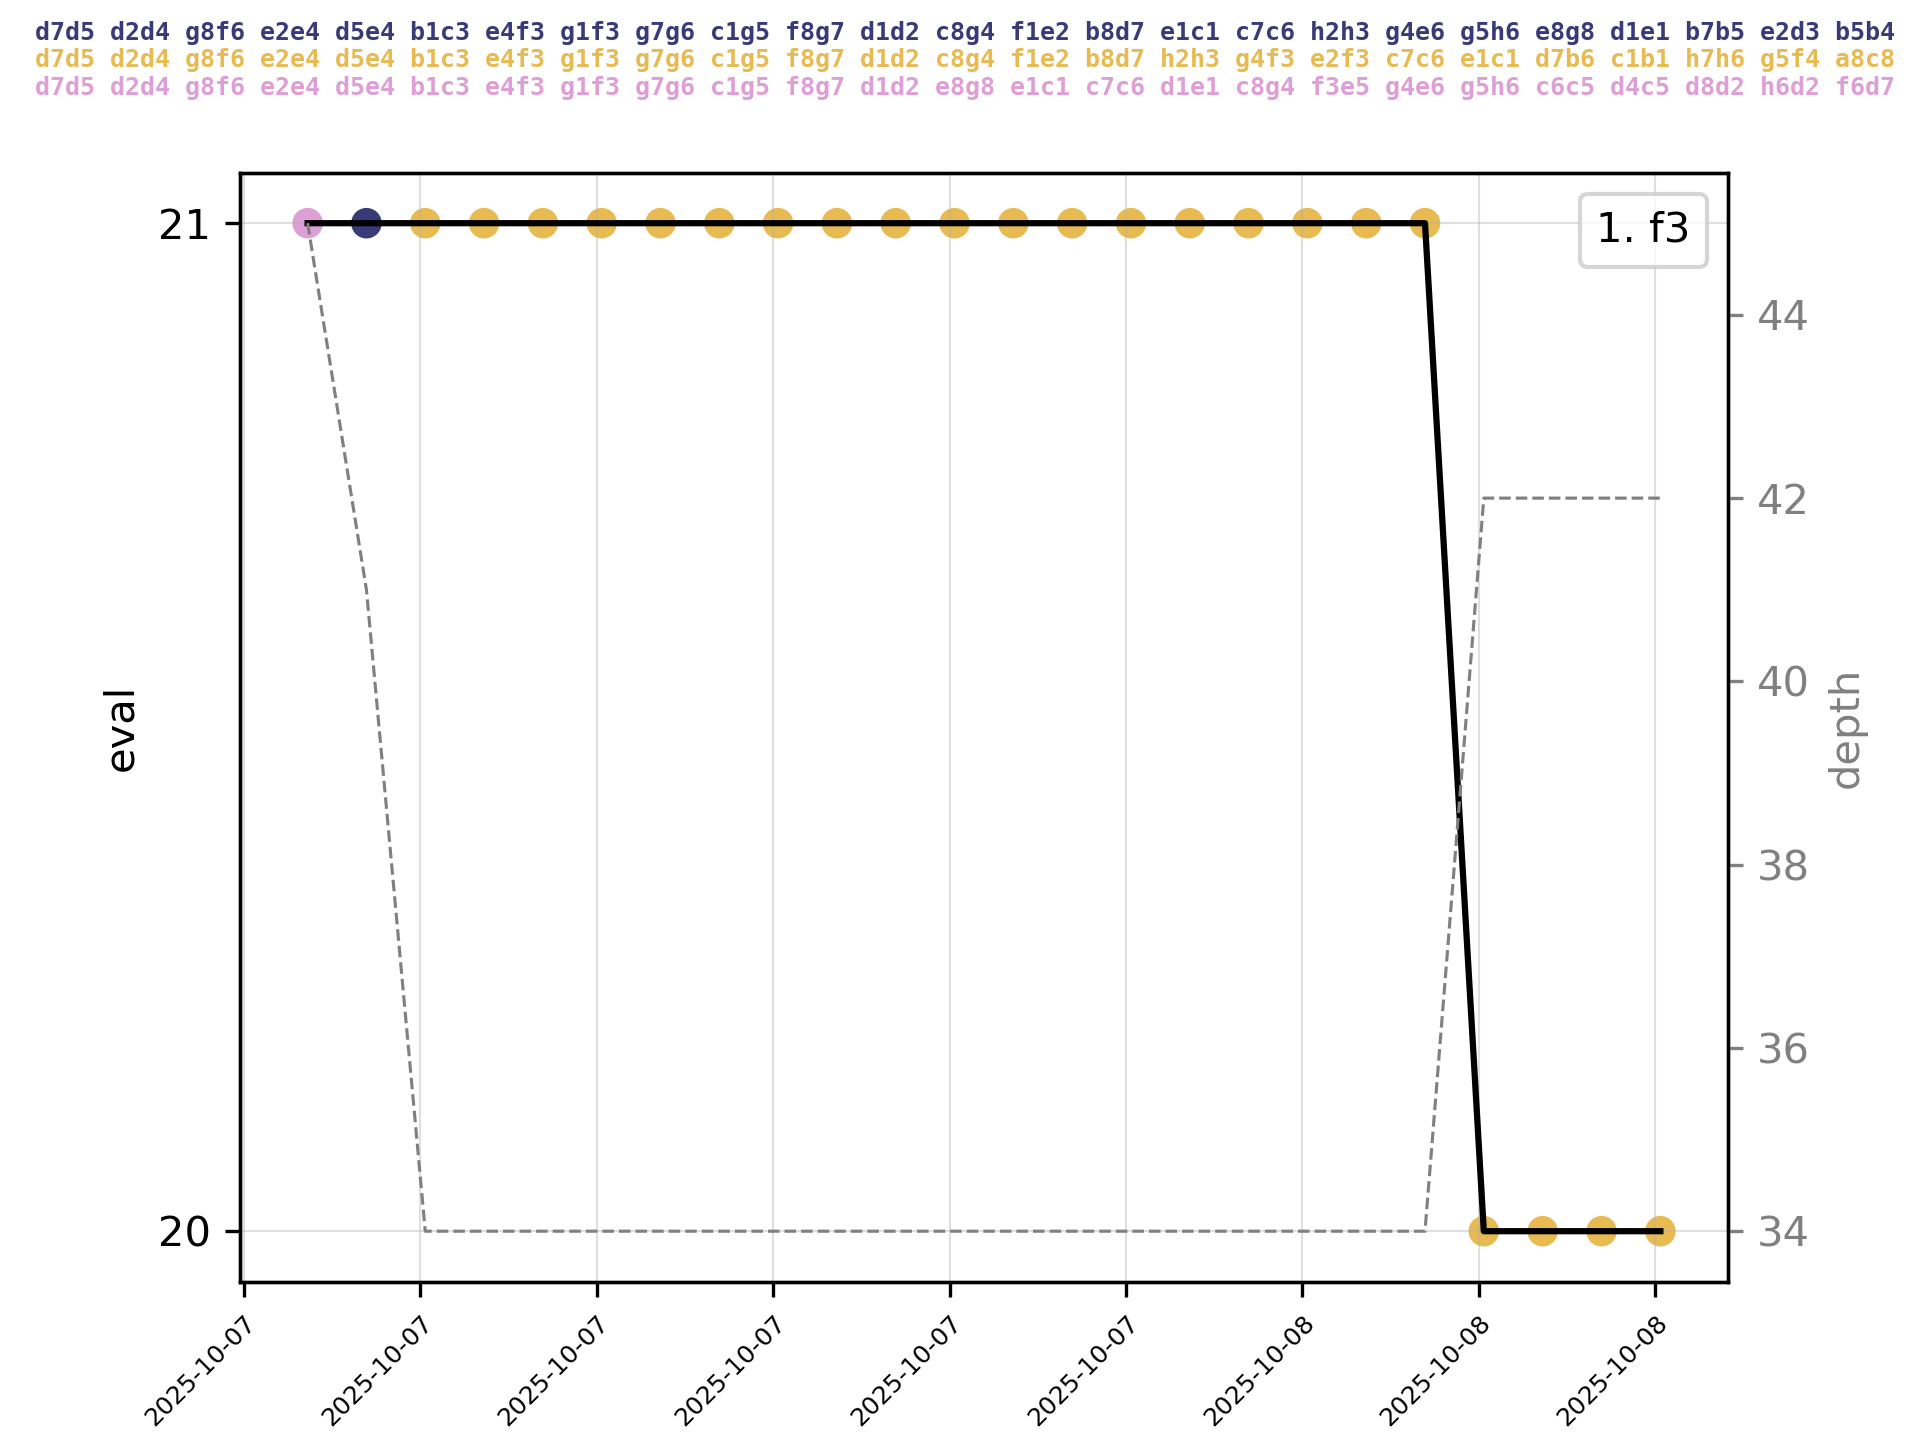 d7d5 d2d4 g8f6 e2e4 d5e4 b1c3 e4f3 g1f3 g7g6 c1g5 f8g7 d1d2 c8g4 f1e2 b8d7 e1c1 c7c6 h2h3 g4e6 g5h6 e8g8 d1e1 b7b5 e2d3 b5b4
d7d5 d2d4 g8f6 e2e4 d5e4 b1c3 e4f3 g1f3 g7g6 c1g5 f8g7 d1d2 c8g4 f1e2 b8d7 h2h3 g4f3 e2f3 c7c6 e1c1 d7b6 c1b1 h7h6 g5f4 a8c8
d7d5 d2d4 g8f6 e2e4 d5e4 b1c3 e4f3 g1f3 g7g6 c1g5 f8g7 d1d2 e8g8 e1c1 c7c6 d1e1 c8g4 f3e5 g4e6 g5h6 c6c5 d4c5 d8d2 h6d2 f6d7
1. f3
21
20
eval
44
42
40
38
36
34
depth
2025-10-07
2025-10-07
2025-10-07
2025-10-07
2025-10-07
2025-10-07
2025-10-08
2025-10-08
2025-10-08